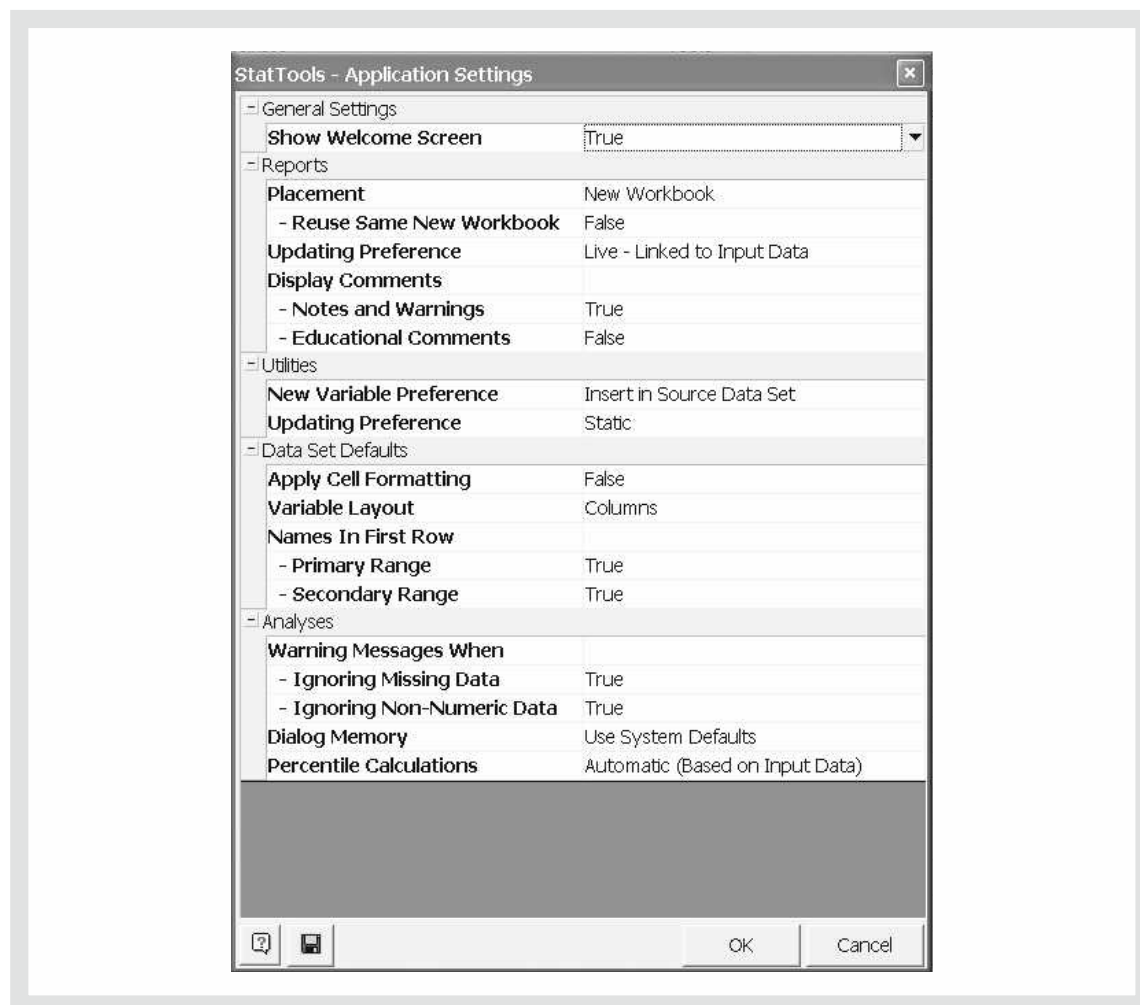 StatTools - Application Settings
General Settings
Show Welcome Screen True
Reports
Placement New Workbook
- Reuse Same New Workbook False
Updating Preference Live - Linked to Input Data
Display Comments
- Notes and Warnings True
- Educational Comments False
Utilities
New Variable Preference Insert in Source Data Set
Updating Preference Static
Data Set Defaults
Apply Cell Formatting False
Variable Layout Columns
Names In First Row
- Primary Range True
- Secondary Range True
Analyses
Warning Messages When
- Ignoring Missing Data True
- Ignoring Non-Numeric Data True
Dialog Memory Use System Defaults
Percentile Calculations Automatic (Based on Input Data)
OK Cancel